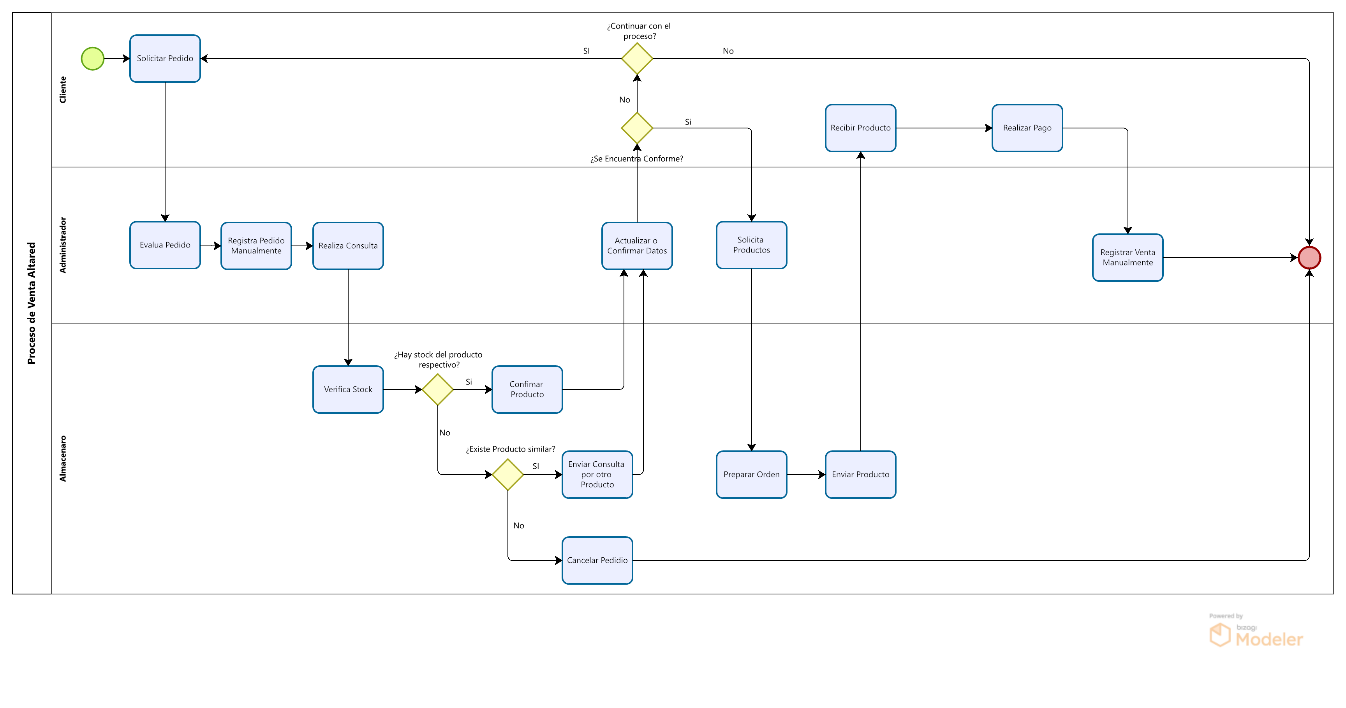 Proceso de Venta Altared
Cliente
Administrador
Almacenaro
¿Continuar con el
proceso?
Solicitar Pedido
SI
No
No
Si
¿Se Encuentra Conforme?
Recibir Producto
Realizar Pago
Evalua Pedido
Registra Pedido
Manualmente
Realiza Consulta
Actualizar o
Confirmar Datos
Solicita
Productos
Registrar Venta
Manualmente
¿Hay stock del producto
respectivo?
Verifica Stock
Si
Confimar
Producto
No
¿Existe Producto similar?
SI
Enviar Consulta
por otro
Producto
Preparar Orden
Enviar Producto
No
Cancelar Pedidio
Powered by
bizagi
Modeler